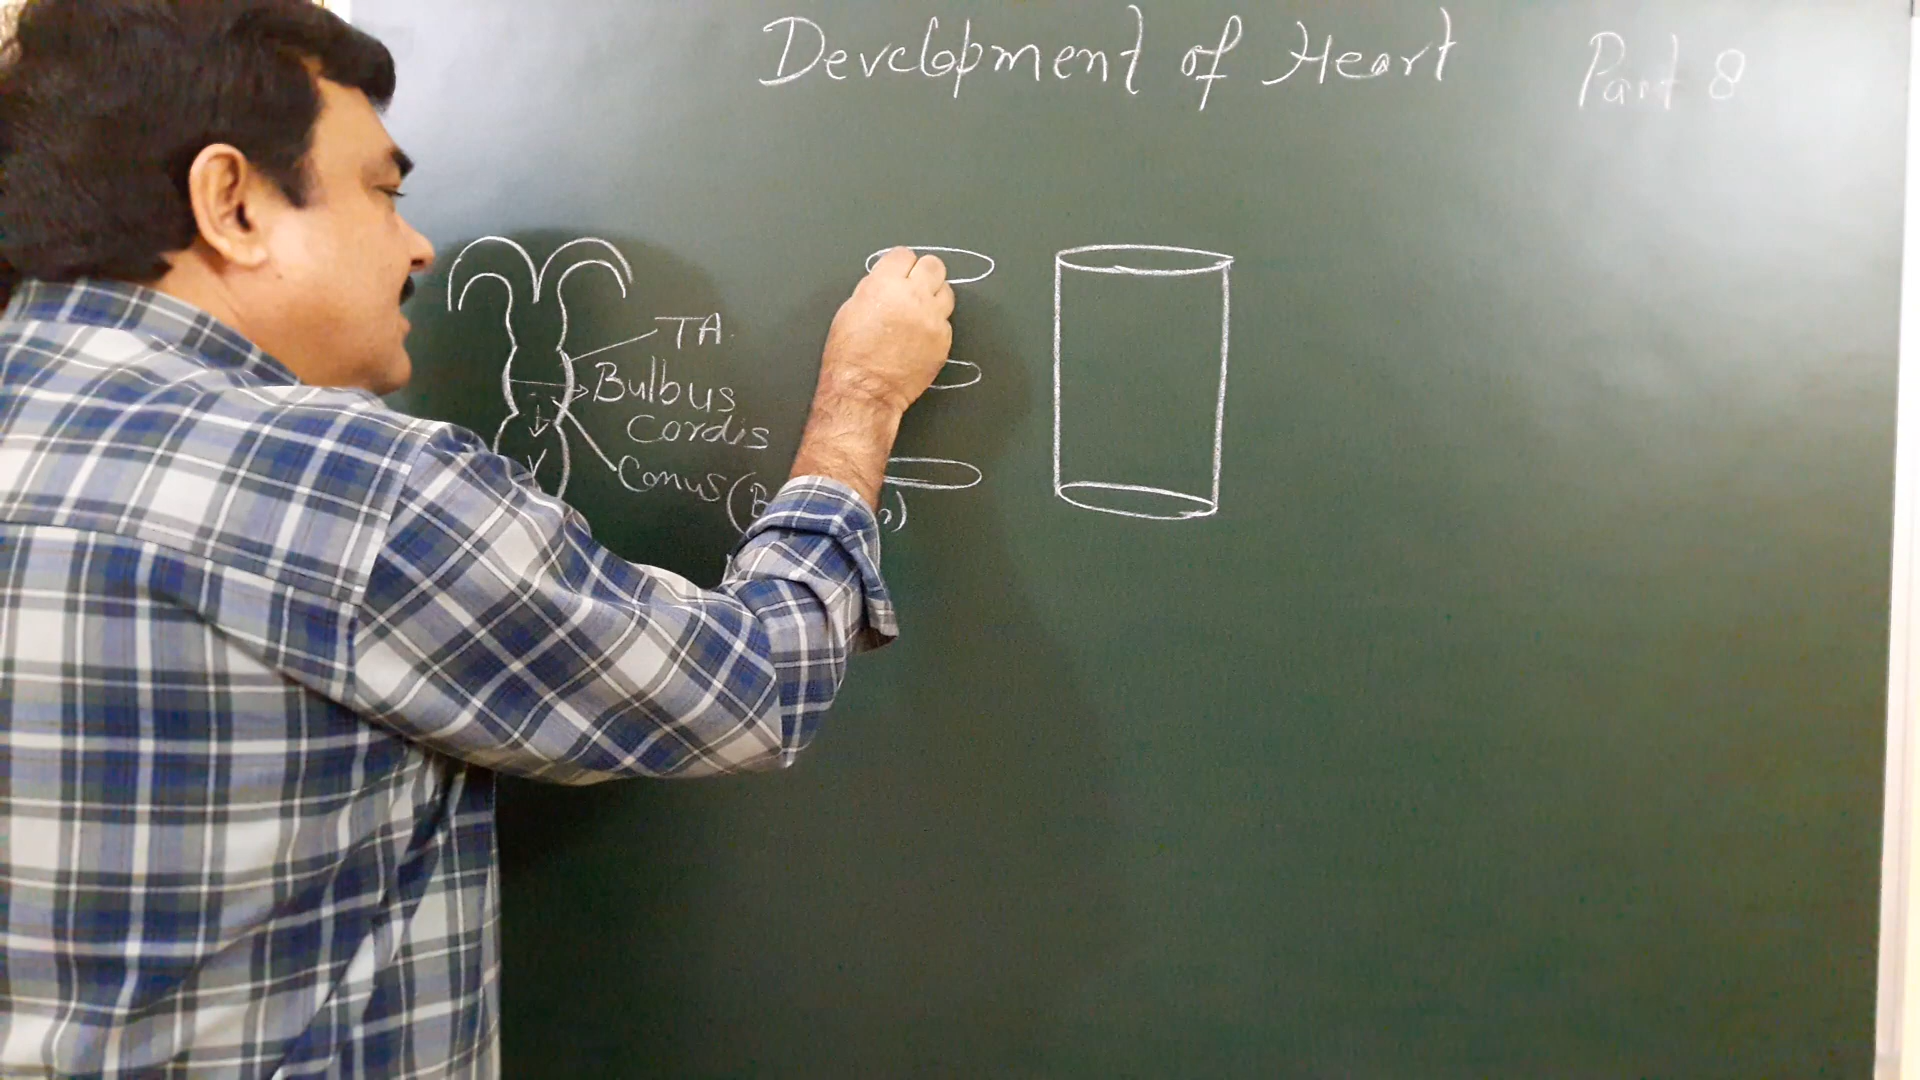 Development of Heart Part 8
TA
Bulbus
Cordis
Conus (B